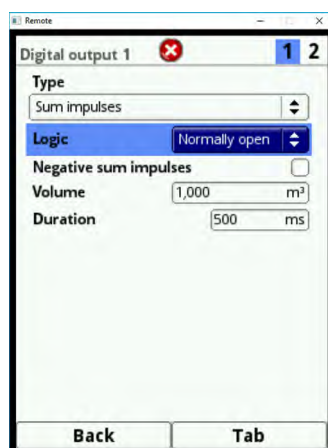 Remote
Digital output 1 1 2
Type
Sum impulses
Logic Normally open
Negative sum impulses
Volume 1,000 m³
Duration 500 ms
Back Tab